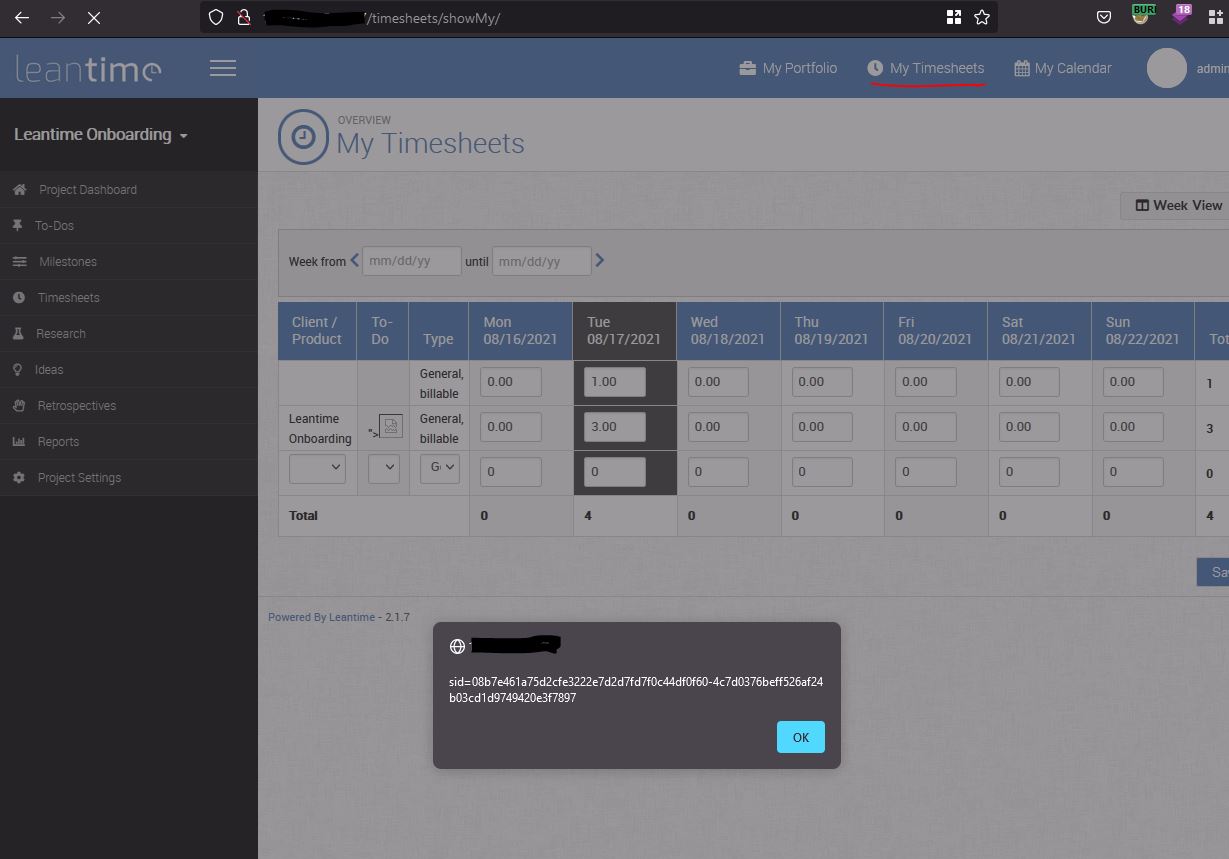 /timesheets/showMy/
BUR
18
leantime
My Portfolio
My Timesheets
My Calendar
admin
Leantime Onboarding
OVERVIEW
My Timesheets
Project Dashboard
To-Dos
Milestones
Timesheets
Research
Ideas
Retrospectives
Reports
Project Settings
Week View
Week from mm/dd/yy until mm/dd/yy
Client / To- Mon Tue Wed Thu Fri Sat Sun
Product Do Type 08/16/2021 08/17/2021 08/18/2021 08/19/2021 08/20/2021 08/21/2021 08/22/2021 Tot
General,
billable 0.00 1.00 0.00 0.00 0.00 0.00 0.00 1
Leantime General,
Onboarding "> billable 0.00 3.00 0.00 0.00 0.00 0.00 0.00 3
G 0 0 0 0 0 0 0 0
Total 0 4 0 0 0 0 0 4
Sa
Powered By Leantime - 2.1.7
sid=08b7e461a75d2cfe3222e7d2d7fd7f0c44df0f60-4c7d0376beff526af24
b03cd1d9749420e3f7897
OK